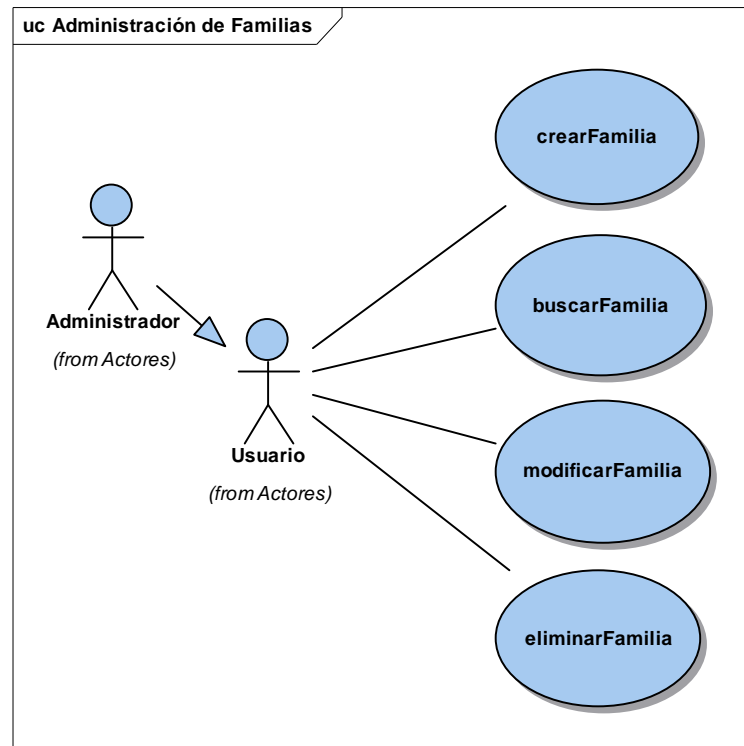 uc Administración de Familias
crearFamilia
buscarFamilia
Administrador
(from Actores)
Usuario
(from Actores)
modificarFamilia
eliminarFamilia